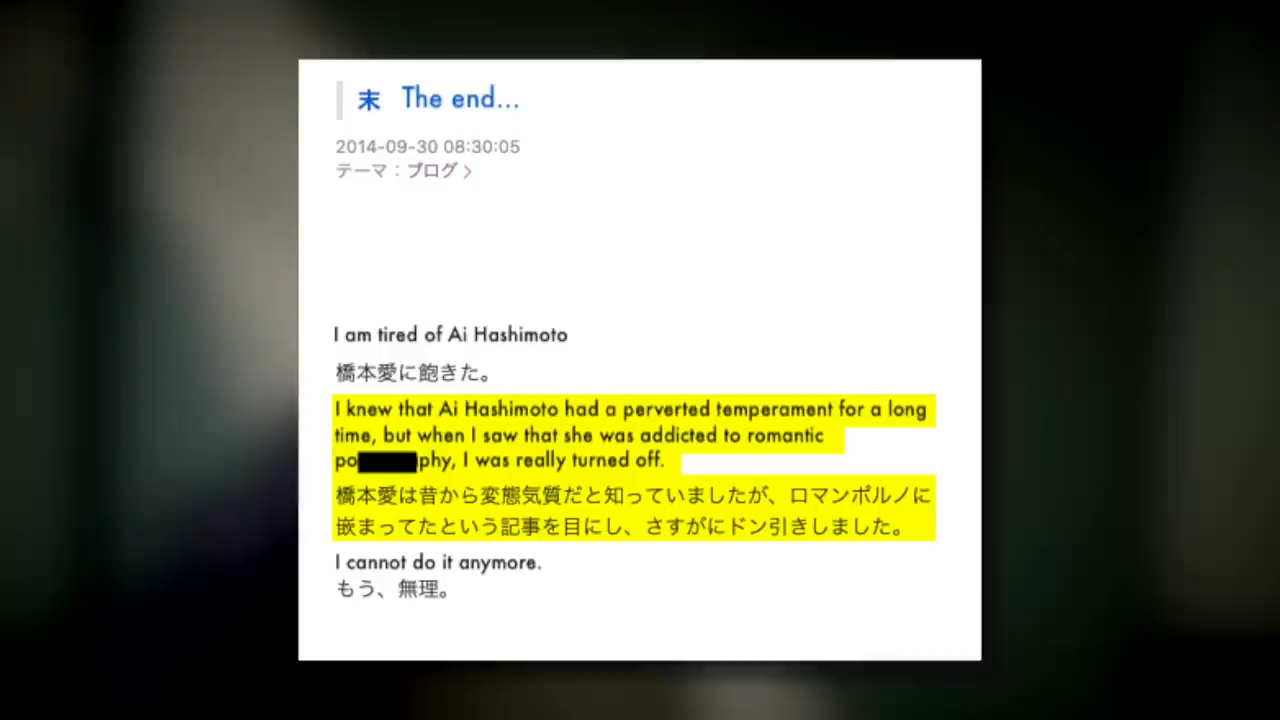 末 The end...
2014-09-30 08:30:05
テーマ：ブログ >
I am tired of Ai Hashimoto
橋本愛に飽きた。
I knew that Ai Hashimoto had a perverted temperament for a long
time, but when I saw that she was addicted to romantic
po phy, I was really turned off.
橋本愛は昔から変態気質だと知っていましたが、ロマンポルノに
嵌まってたという記事を目にし、さすがにドン引きしました。
I cannot do it anymore.
もう、無理。